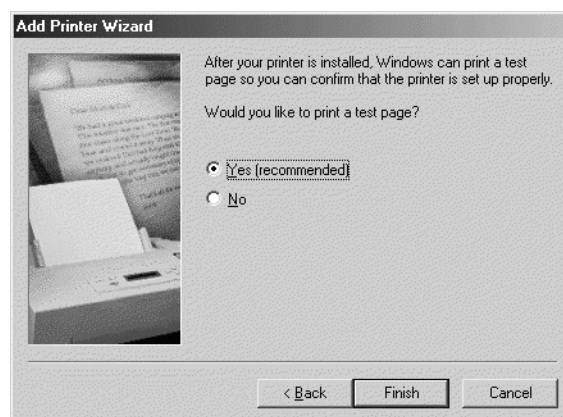 Add Printer Wizard
After your printer is installed, Windows can print a test
page so you can confirm that the printer is set up properly.
Would you like to print a test page?
Yes (recommended)
No
< Back
Finish
Cancel